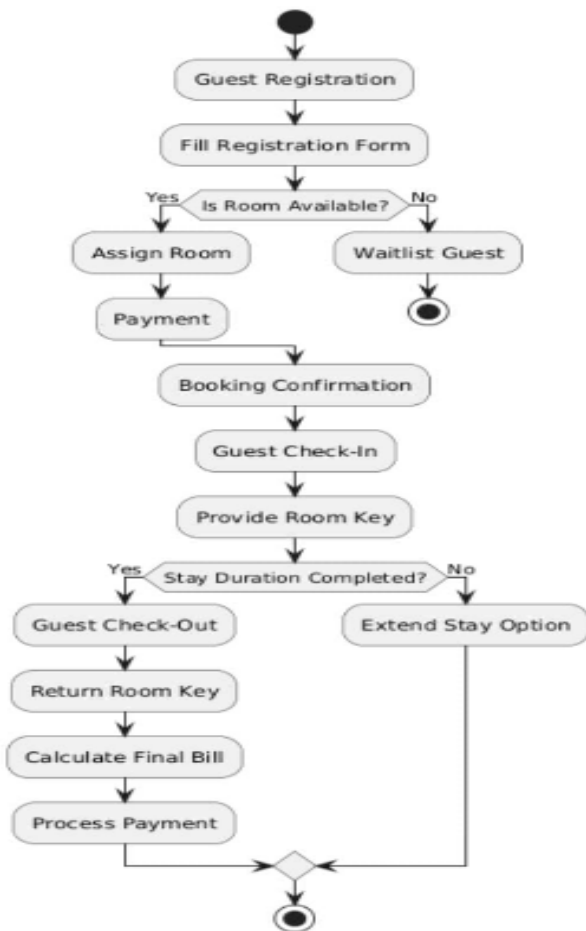 Guest Registration
Fill Registration Form
Yes
Is Room Available?
No
Assign Room
Waitlist Guest
Payment
Booking Confirmation
Guest Check-In
Provide Room Key
Yes
Stay Duration Completed?
No
Guest Check-Out
Extend Stay Option
Return Room Key
Calculate Final Bill
Process Payment